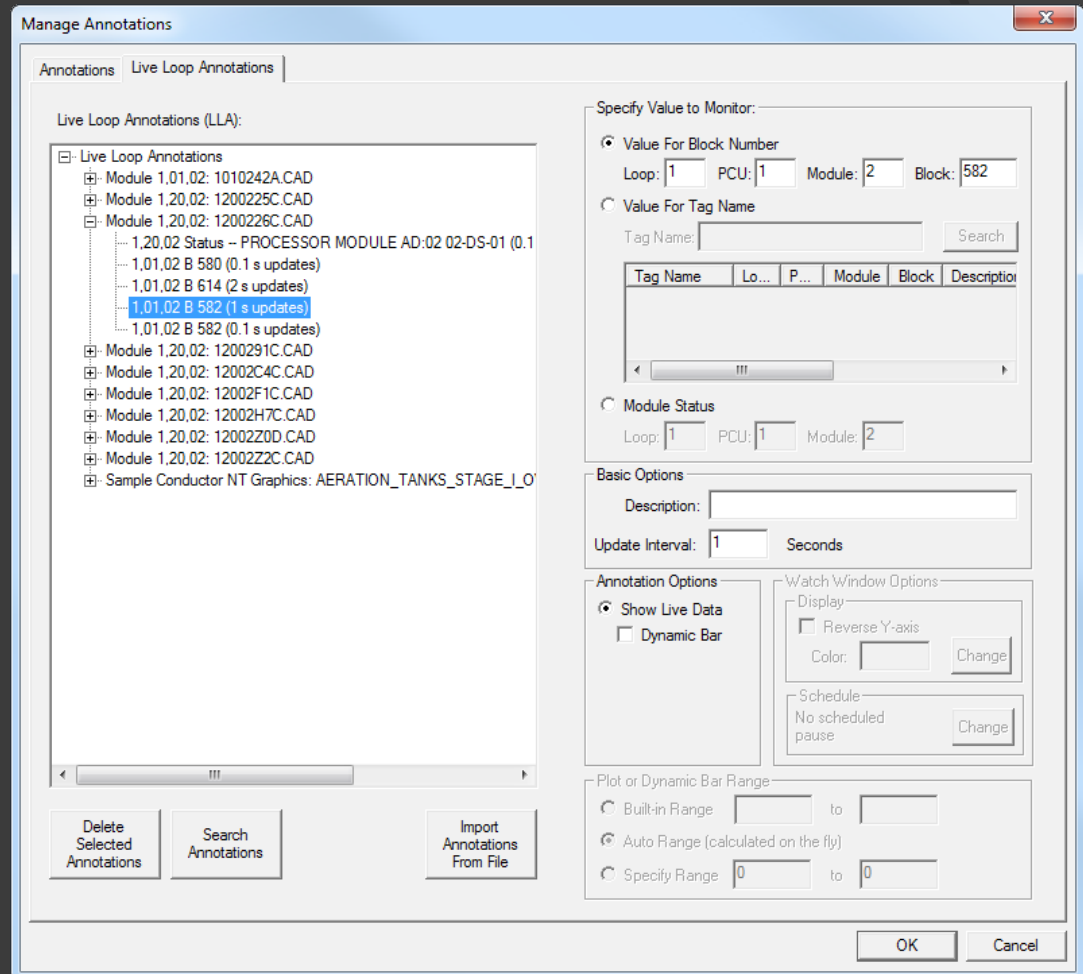 Manage Annotations
Annotations
Live Loop Annotations
Live Loop Annotations (LLA):
Live Loop Annotations
Module 1,01,02: 1010242A.CAD
Module 1,20,02: 1200225C.CAD
Module 1,20,02: 1200226C.CAD
1,20,02 Status -- PROCESSOR MODULE AD:02 02-DS-01 (0.1
1,01,02 B 580 (0.1 s updates)
1,01,02 B 614 (2 s updates)
1,01,02 B 582 (1 s updates)
1,01,02 B 582 (0.1 s updates)
Module 1,20,02: 1200291C.CAD
Module 1,20,02: 12002C4C.CAD
Module 1,20,02: 12002F1C.CAD
Module 1,20,02: 12002H7C.CAD
Module 1,20,02: 12002Z0D.CAD
Module 1,20,02: 12002Z2C.CAD
Sample Conductor NT Graphics: AERATION_TANKS_STAGE_I_O
Delete Selected Annotations
Search Annotations
Import Annotations From File
Specify Value to Monitor:
Value For Block Number
Loop: 1 PCU: 1 Module: 2 Block: 582
Value For Tag Name
Tag Name: Search
Tag Name Lo... P... Module Block Description
Module Status
Loop: 1 PCU: 1 Module: 2
Basic Options
Description:
Update Interval: 1 Seconds
Annotation Options
Show Live Data
Dynamic Bar
Watch Window Options
Display
Reverse Y-axis
Color: Change
Schedule
No scheduled pause
Change
Plot or Dynamic Bar Range
Built-in Range to
Auto Range (calculated on the fly)
Specify Range 0 to 0
OK Cancel